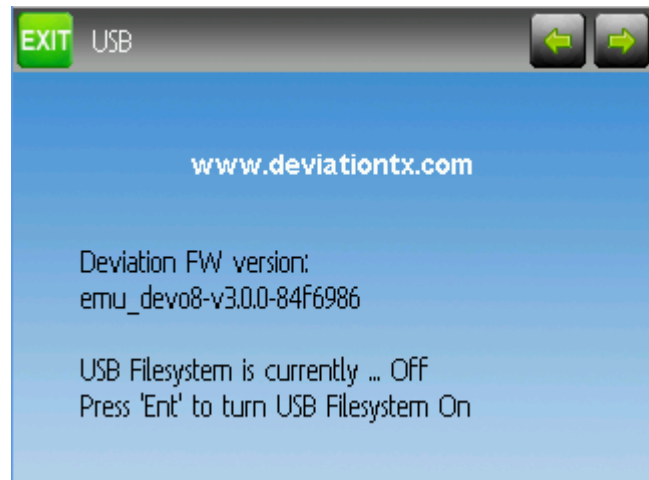 EXIT USB
www.deviationtx.com
Deviation FW version:
emu_devo8-v3.0.0-84f6986
USB Filesystem is currently ... Off
Press 'Ent' to turn USB Filesystem On